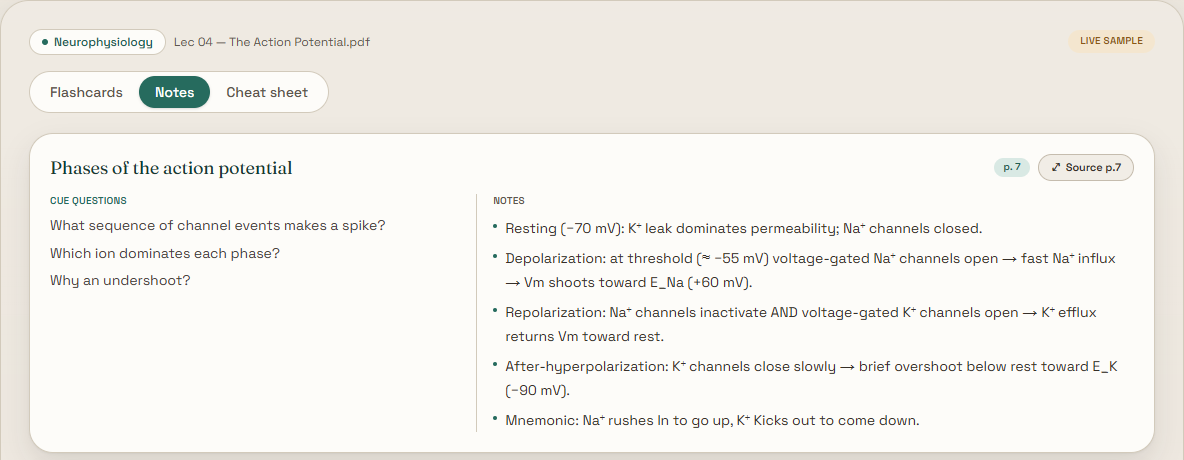 Neurophysiology Lec 04 — The Action Potential.pdf LIVE SAMPLE
Flashcards Notes Cheat sheet
Phases of the action potential p. 7 ⤢ Source p.7
CUE QUESTIONS
What sequence of channel events makes a spike?
Which ion dominates each phase?
Why an undershoot?
NOTES
• Resting (−70 mV): K⁺ leak dominates permeability; Na⁺ channels closed.
• Depolarization: at threshold (≈ −55 mV) voltage-gated Na⁺ channels open → fast Na⁺ influx
→ Vm shoots toward E_Na (+60 mV).
• Repolarization: Na⁺ channels inactivate AND voltage-gated K⁺ channels open → K⁺ efflux
returns Vm toward rest.
• After-hyperpolarization: K⁺ channels close slowly → brief overshoot below rest toward E_K
(−90 mV).
• Mnemonic: Na⁺ rushes In to go up, K⁺ Kicks out to come down.